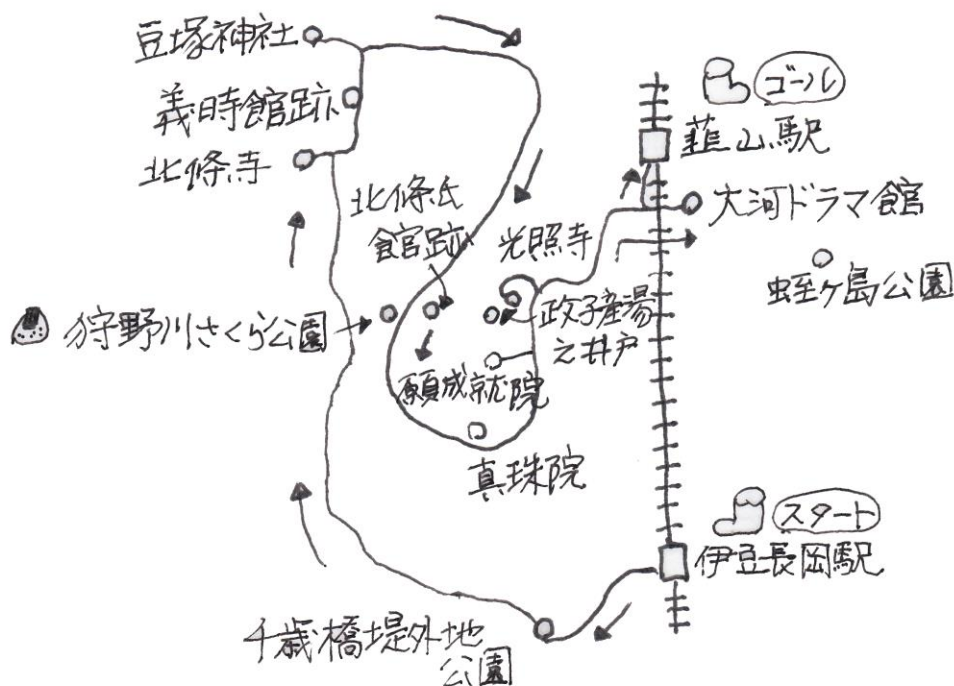 豆塚神社
義時館跡
北條寺
北條氏
館跡
光照寺
ゴール
韮山駅
大河ドラマ館
蛭ヶ島公園
狩野川さくら公園
政子産湯
之井戸
願成就院
真珠院
スタート
伊豆長岡駅
千歳橋堤外地
公園